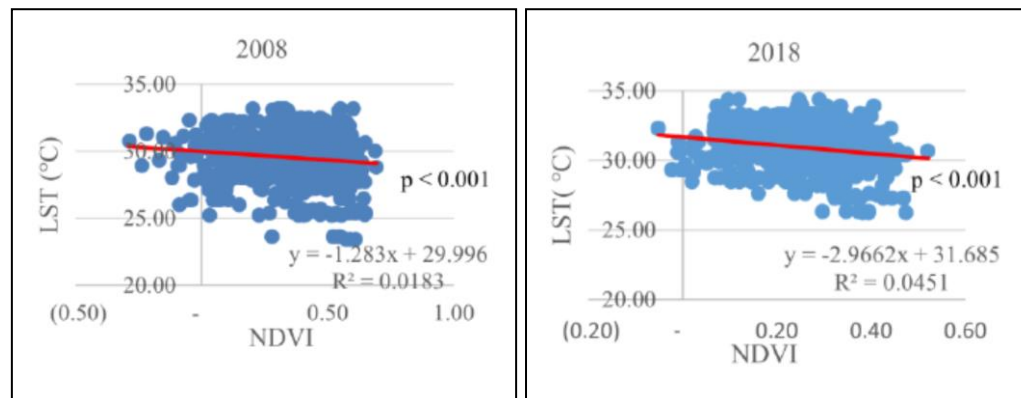 2008
35.00
30.00
25.00
20.00
LST (°C)
p < 0.001
y = -1.283x + 29.996
R² = 0.0183
(0.50) - 0.50 1.00
NDVI
2018
35.00
30.00
25.00
20.00
LST( °C)
p < 0.001
y = -2.9662x + 31.685
R² = 0.0451
(0.20) - 0.20 0.40 0.60
NDVI